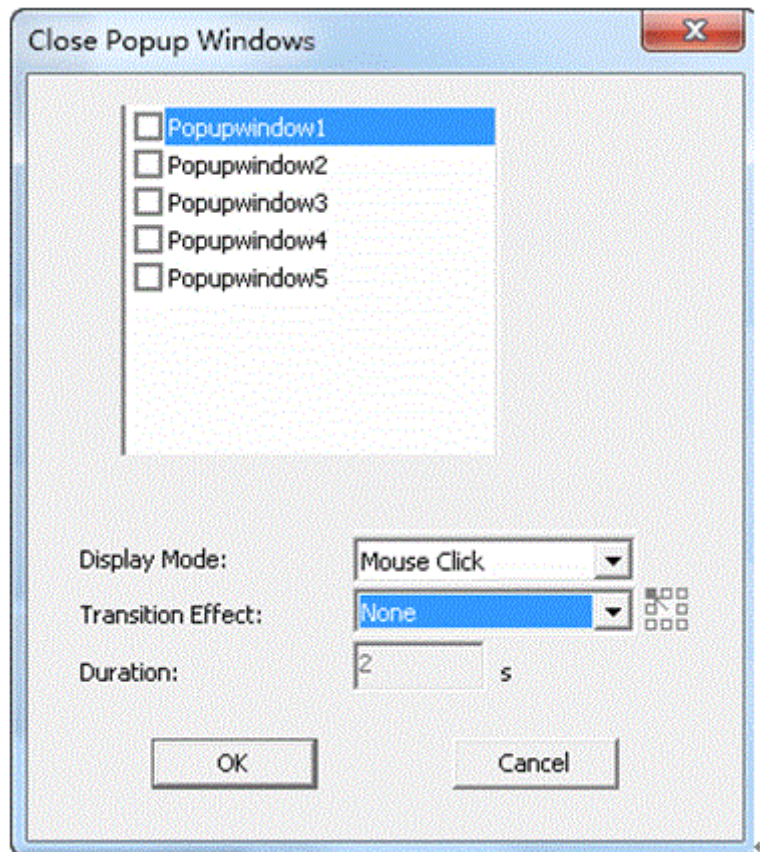 Close Popup Windows
Popupwindow1
Popupwindow2
Popupwindow3
Popupwindow4
Popupwindow5
Display Mode: Mouse Click
Transition Effect: None
Duration: 2 s
OK Cancel